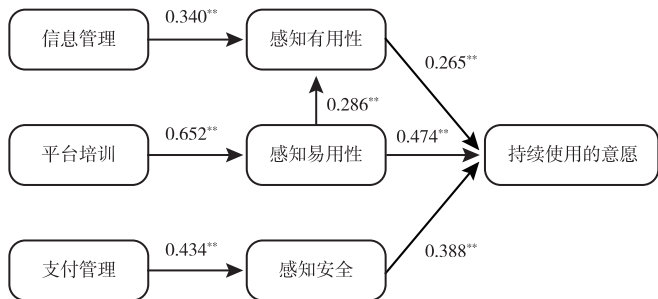 信息管理
0.340**
感知有用性
0.265**
0.286**
平台培训
0.652**
感知易用性
0.474**
持续使用的意愿
支付管理
0.434**
感知安全
0.388**